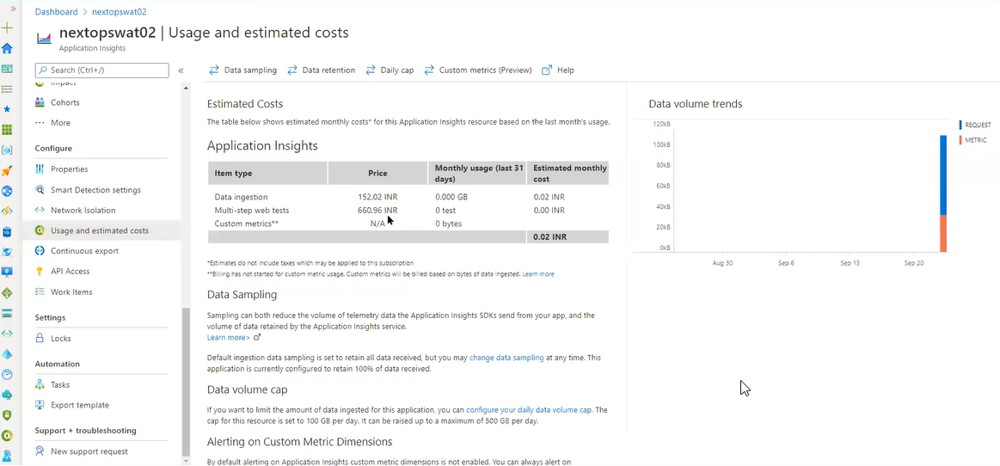 Dashboard > nextopswat02
nextopswat02 | Usage and estimated costs
Application Insights
Search (Ctrl+/)
Data sampling Data retention Daily cap Custom metrics (Preview) Help
Impact
Cohorts
More
Configure
Properties
Smart Detection settings
Network Isolation
Usage and estimated costs
Continuous export
API Access
Work Items
Settings
Locks
Automation
Tasks
Export template
Support + troubleshooting
New support request
Estimated Costs
The table below shows estimated monthly costs* for this Application Insights resource based on the last month's usage.
Application Insights
Item type Price Monthly usage (last 31 days) Estimated monthly cost
Data ingestion 152.02 INR 0.000 GB 0.02 INR
Multi-step web tests 660.96 INR 0 test 0.00 INR
Custom metrics** N/A 0 bytes
0.02 INR
*Estimates do not include taxes which may be applied to this subscription
**Billing has not started for custom metric usage. Custom metrics will be billed based on bytes of data ingested. Learn more
Data Sampling
Sampling can both reduce the volume of telemetry data the Application Insights SDKs send from your app, and the
volume of data retained by the Application Insights service.
Learn more>
Default ingestion data sampling is set to retain all data received, but you may change data sampling at any time. This
application is currently configured to retain 100% of data received.
Data volume cap
If you want to limit the amount of data ingested for this application, you can configure your daily data volume cap. The
cap for this resource is set to 100 GB per day. It can be raised up to a maximum of 500 GB per day.
Alerting on Custom Metric Dimensions
By default alerting on Application Insights custom metric dimensions is not enabled. You can always alert on
Data volume trends
120kB
100kB
60kB
60kB
40kB
20kB
0kB
Aug 30 Sep 6 Sep 13 Sep 20
REQUEST
METRIC